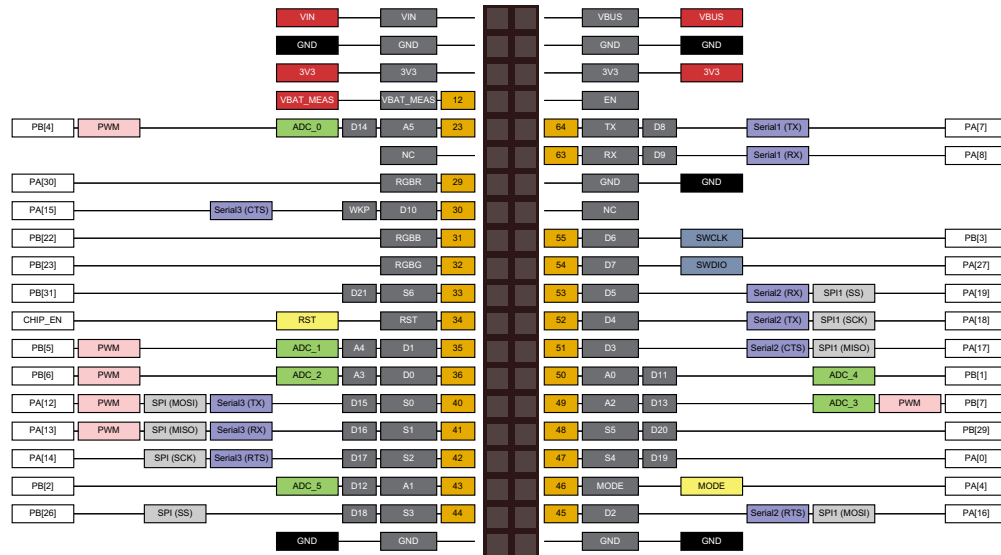 VIN VIN VBUS VBUS
GND GND GND GND
3V3 3V3 3V3 3V3
VBAT_MEAS VBAT_MEAS 12 EN
PB[4] PWM ADC_0 D14 A5 23 64 TX D8 Serial1 (TX) PA[7]
NC 63 RX D9 Serial1 (RX) PA[8]
PA[30] RGBR 29 GND GND
PA[15] Serial3 (CTS) WKP D10 30 NC
PB[22] RGBB 31 55 D6 SWCLK PB[3]
PB[23] RGBG 32 54 D7 SWDIO PA[27]
PB[31] D21 S6 33 53 D5 Serial2 (RX) SPI1 (SS) PA[19]
CHIP_EN RST RST 34 52 D4 Serial2 (TX) SPI1 (SCK) PA[18]
PB[5] PWM ADC_1 A4 D1 35 51 D3 Serial2 (CTS) SPI1 (MISO) PA[17]
PB[6] PWM ADC_2 A3 D0 36 50 A0 D11 ADC_4 PB[1]
PA[12] PWM SPI (MOSI) Serial3 (TX) D15 S0 40 49 A2 D13 ADC_3 PWM PB[7]
PA[13] PWM SPI (MISO) Serial3 (RX) D16 S1 41 48 S5 D20 PB[29]
PA[14] SPI (SCK) Serial3 (RTS) D17 S2 42 47 S4 D19 PA[0]
PB[2] ADC_5 D12 A1 43 46 MODE MODE PA[4]
PB[26] SPI (SS) D18 S3 44 45 D2 Serial2 (RTS) SPI1 (MOSI) PA[16]
GND GND GND GND